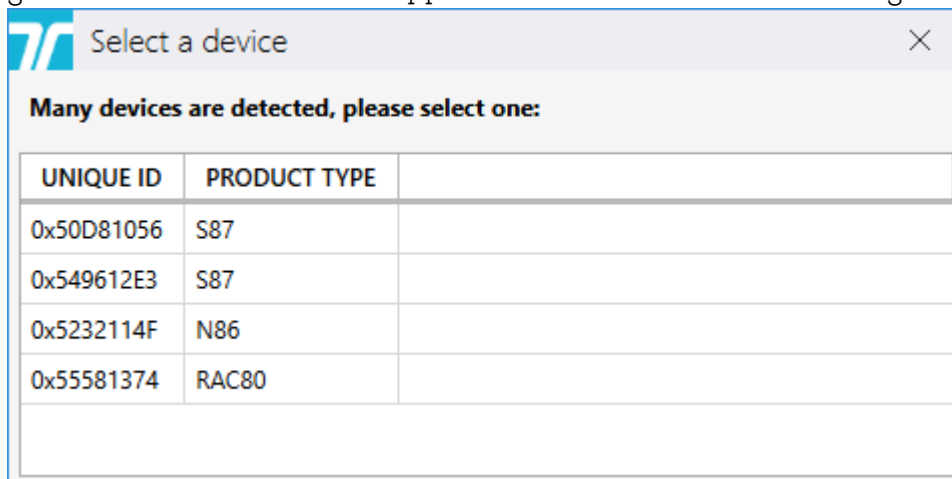 Select a device
Many devices are detected, please select one:
UNIQUE ID PRODUCT TYPE
0x50D81056 S87
0x549612E3 S87
0x5232114F N86
0x55581374 RAC80